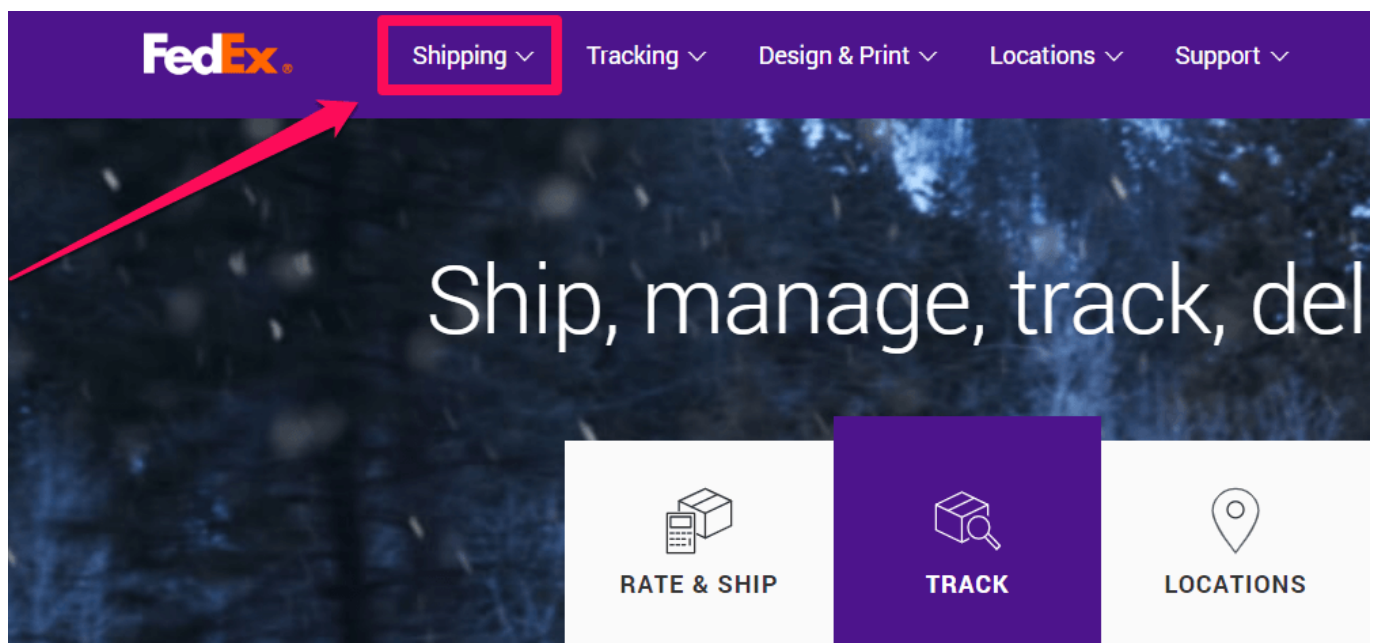 FedEx®
Shipping
Tracking
Design & Print
Locations
Support
Ship, manage, track, del
RATE & SHIP
TRACK
LOCATIONS